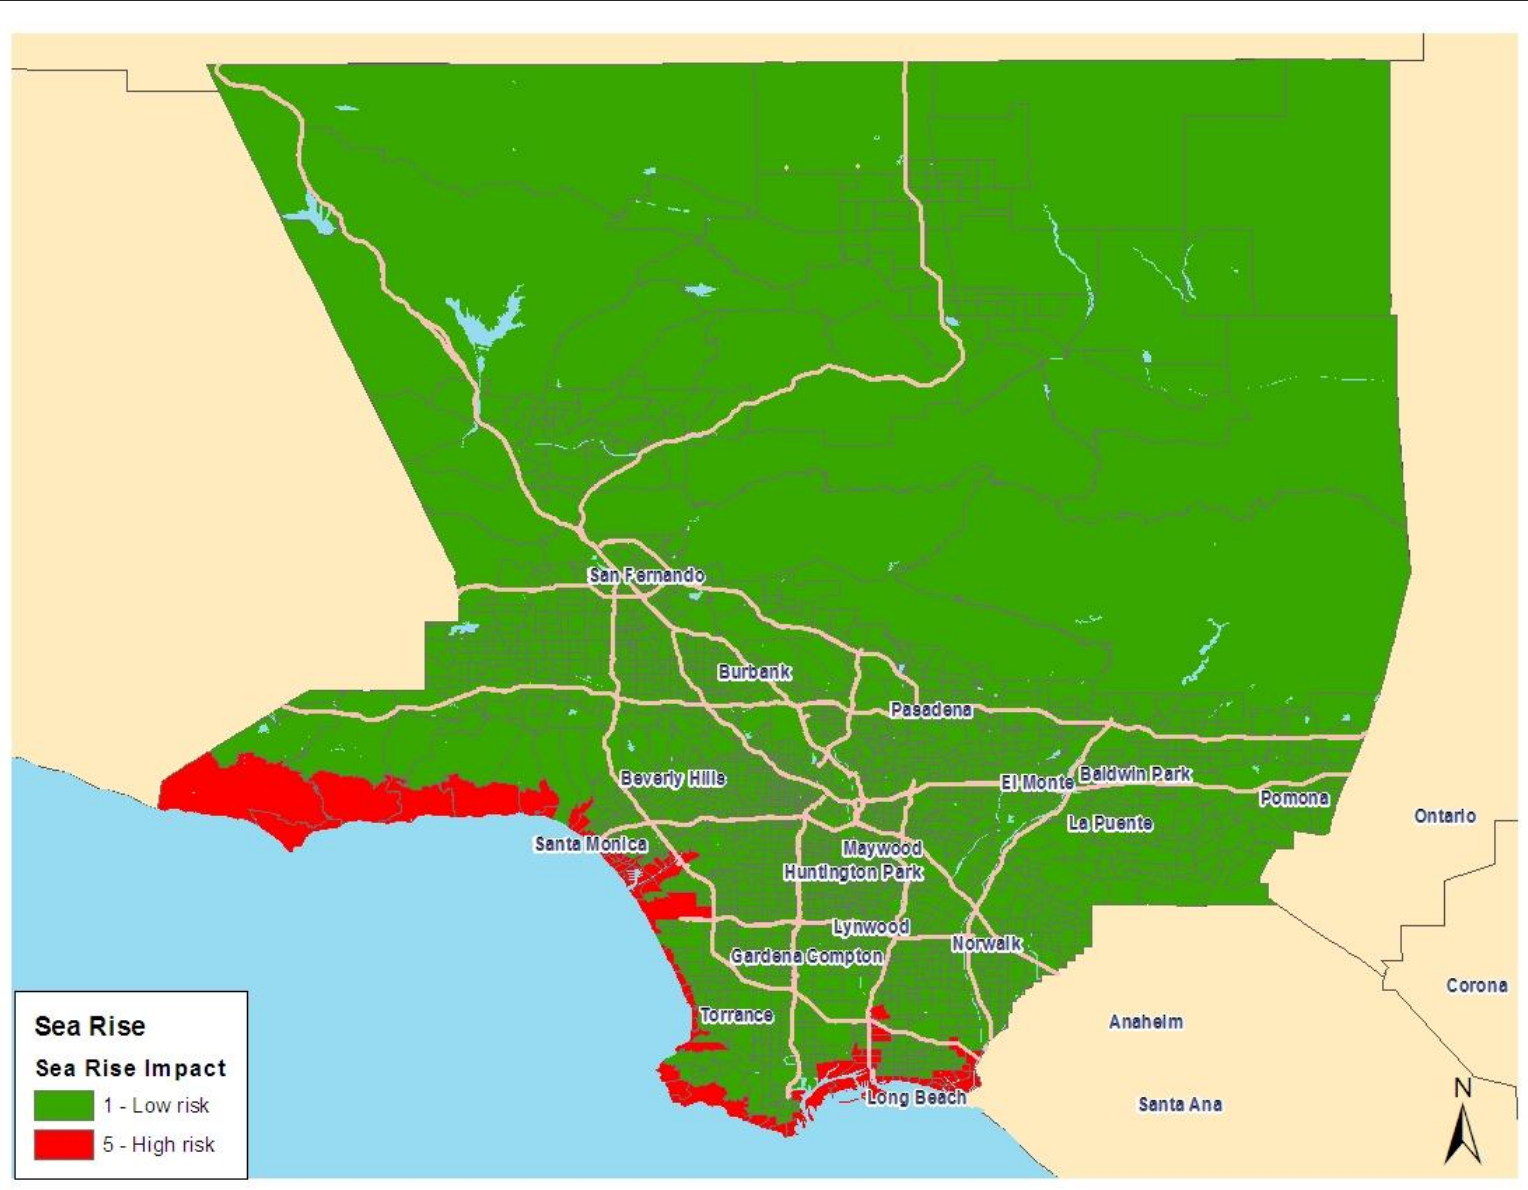 San Fernando
Burbank
Pasadena
Beverly Hills
El Monte
Baldwin Park
Pomona
La Puente
Ontario
Santa Monica
Maywood
Huntington Park
Lynwood
Norwalk
Gardena
Compton
Corona
Torrance
Anaheim
Long Beach
Santa Ana
Sea Rise
Sea Rise Impact
1 - Low risk
5 - High risk
N